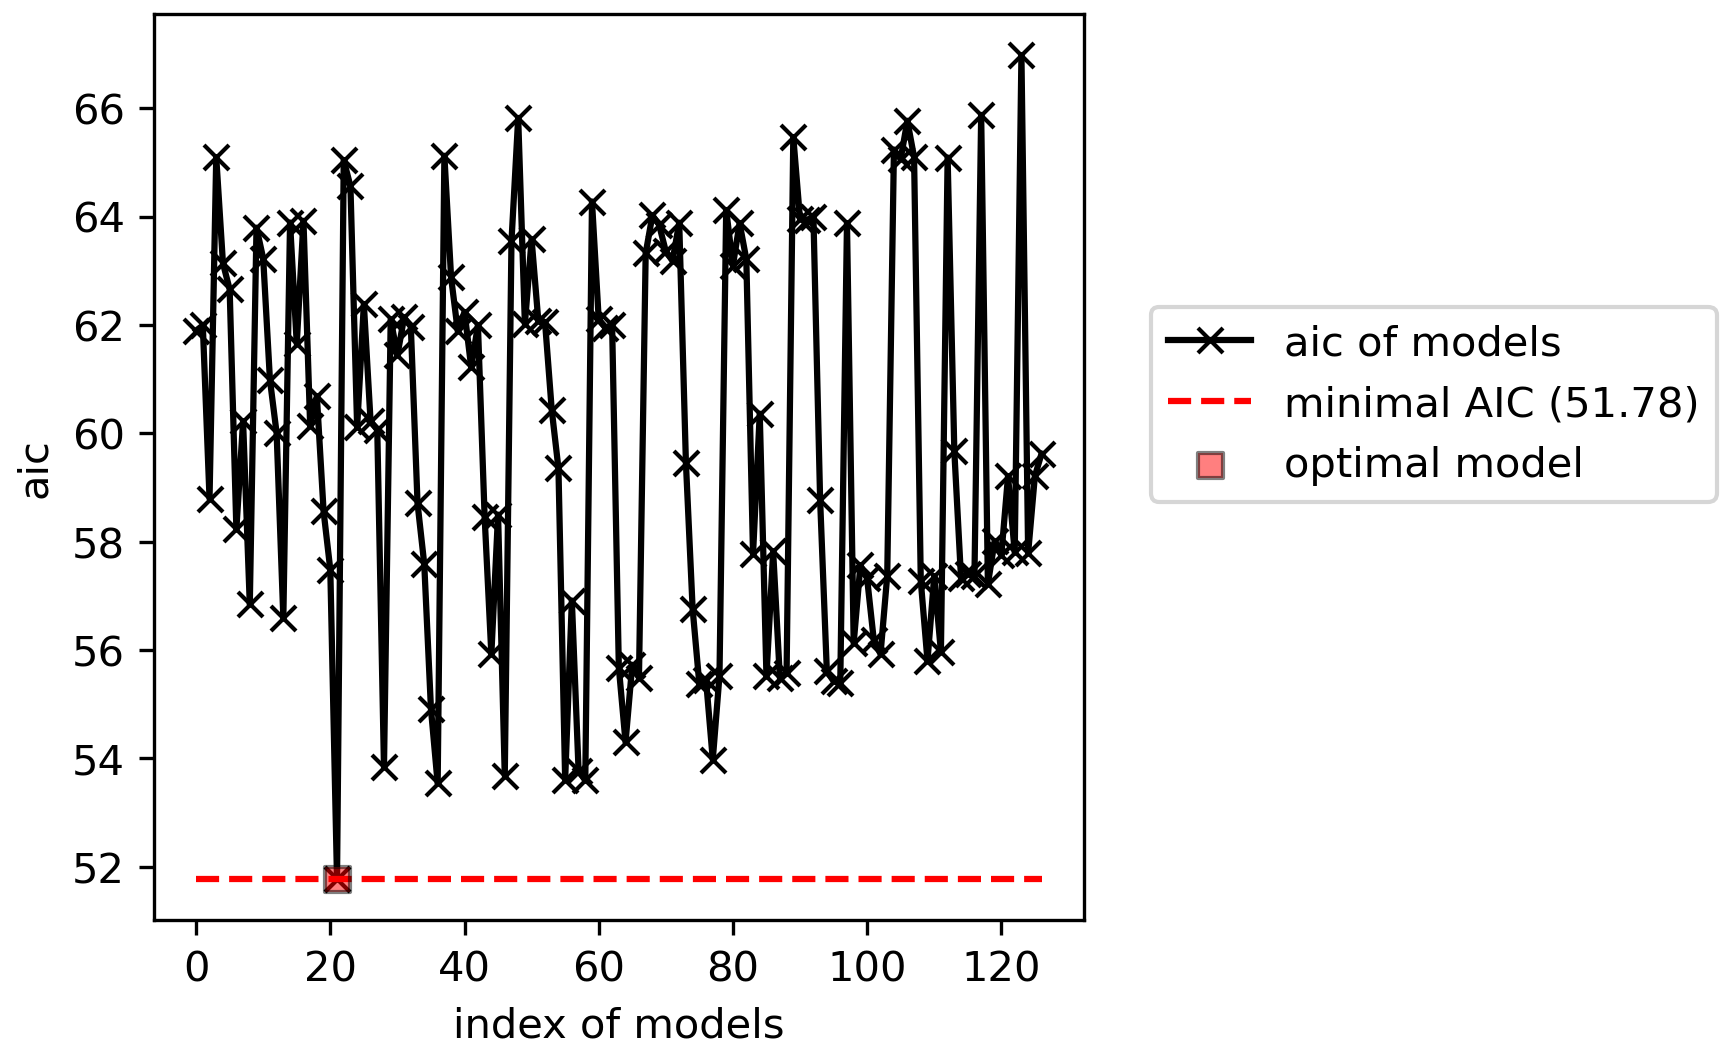 66
64
62
60
58
56
54
52
aic
0 20 40 60 80 100 120
index of models
aic of models
minimal AIC (51.78)
optimal model